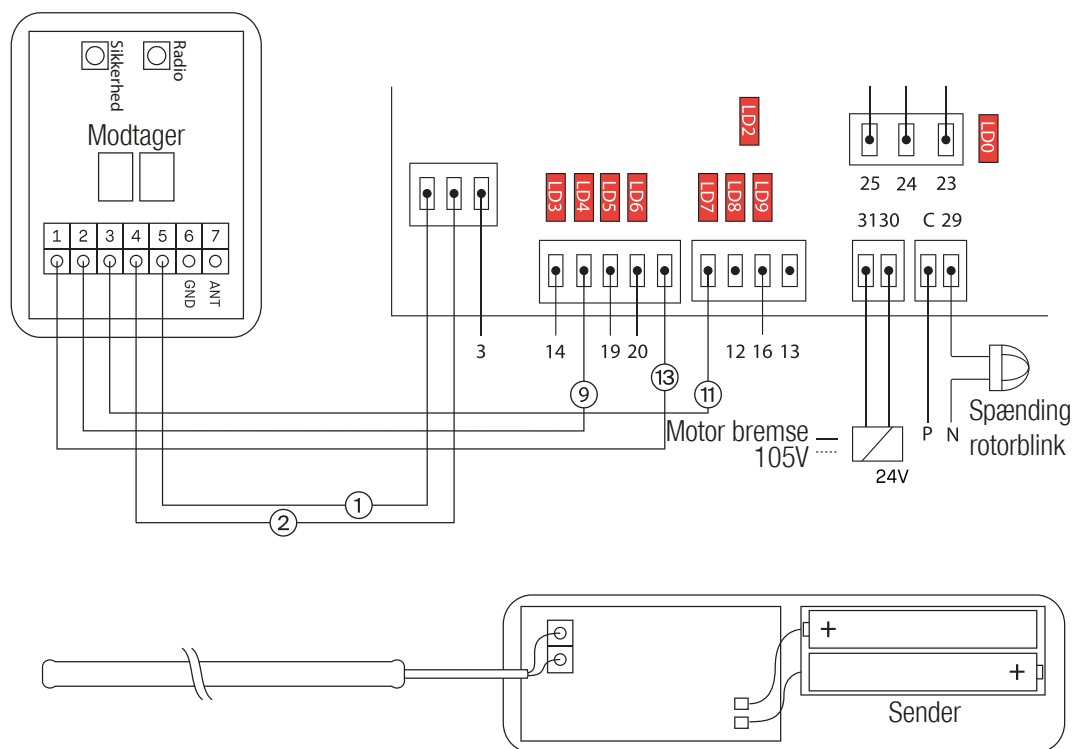 Sikkerhed
Radio
Modtager
1 2 3 4 5 6 7
GND
ANT
LD2
LD0
LD3
LD4
LD5
LD6
LD7
LD8
LD9
25 24 23
31 30 C 29
3
14
19 20
12 16 13
13
9
11
Motor bremse
105V
24V
P N
Spænding
rotorblink
1
2
+
+
Sender